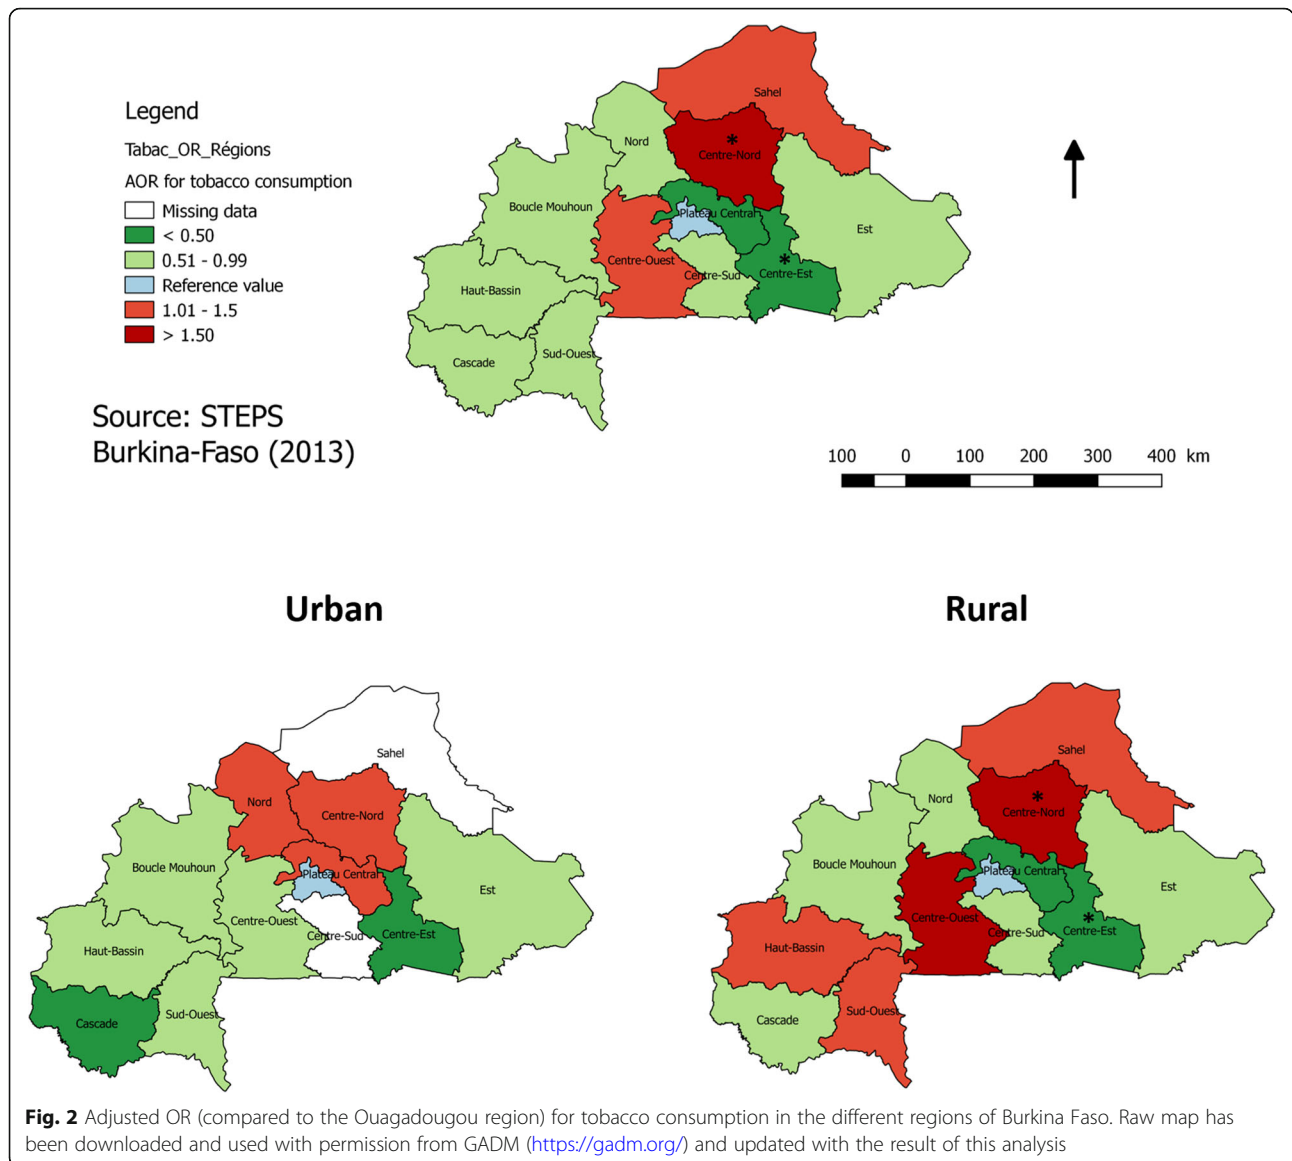 Legend
Tabac_OR_Régions
AOR for tobacco consumption
Missing data
< 0.50
0.51 - 0.99
Reference value
1.01 - 1.5
> 1.50
Source: STEPS
Burkina-Faso (2013)
Sahel
*
Nord
Centre-Nord
Boucle Mouhoun
Plateau Central
Est
*
Centre-Ouest
Centre-Sud
Centre-Est
Haut-Bassin
Cascade
Sud-Ouest
100 0 100 200 300 400 km
Urban
Sahel
Nord
Centre-Nord
Boucle Mouhoun
Plateau Central
Est
Centre-Ouest
Centre-Sud
Centre-Est
Haut-Bassin
Cascade
Sud-Ouest
Rural
Sahel
*
Nord
Centre-Nord
Boucle Mouhoun
Plateau Central
Est
*
Centre-Ouest
Centre-Sud
Centre-Est
Haut-Bassin
Cascade
Sud-Ouest
Fig. 2 Adjusted OR (compared to the Ouagadougou region) for tobacco consumption in the different regions of Burkina Faso. Raw map has
been downloaded and used with permission from GADM (https://gadm.org/) and updated with the result of this analysis